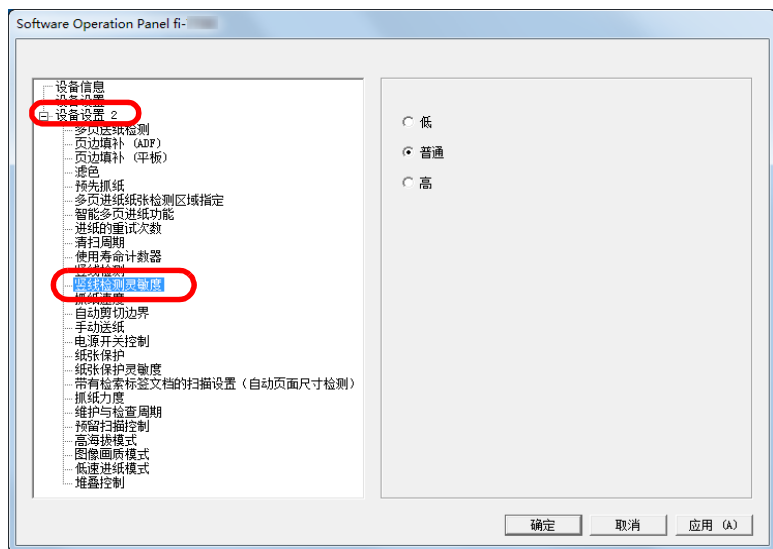 Software Operation Panel fi-
设备信息
设备设置
设备设置 2
多页送纸检测
页边填补 (ADF)
页边填补 (平板)
滤色
预先抓纸
多页进纸纸张检测区域指定
智能多页进纸功能
进纸的重试次数
清扫周期
使用寿命计数器
竖线检测
竖线检测灵敏度
抓纸速度
自动剪切边界
手动送纸
电源开关控制
纸张保护
纸张保护灵敏度
带有检索标签文档的扫描设置（自动页面尺寸检测）
抓纸力度
维护与检查周期
预留扫描控制
高海拔模式
图像画质模式
低速进纸模式
堆叠控制
低
普通
高
确定 取消 应用 (A)